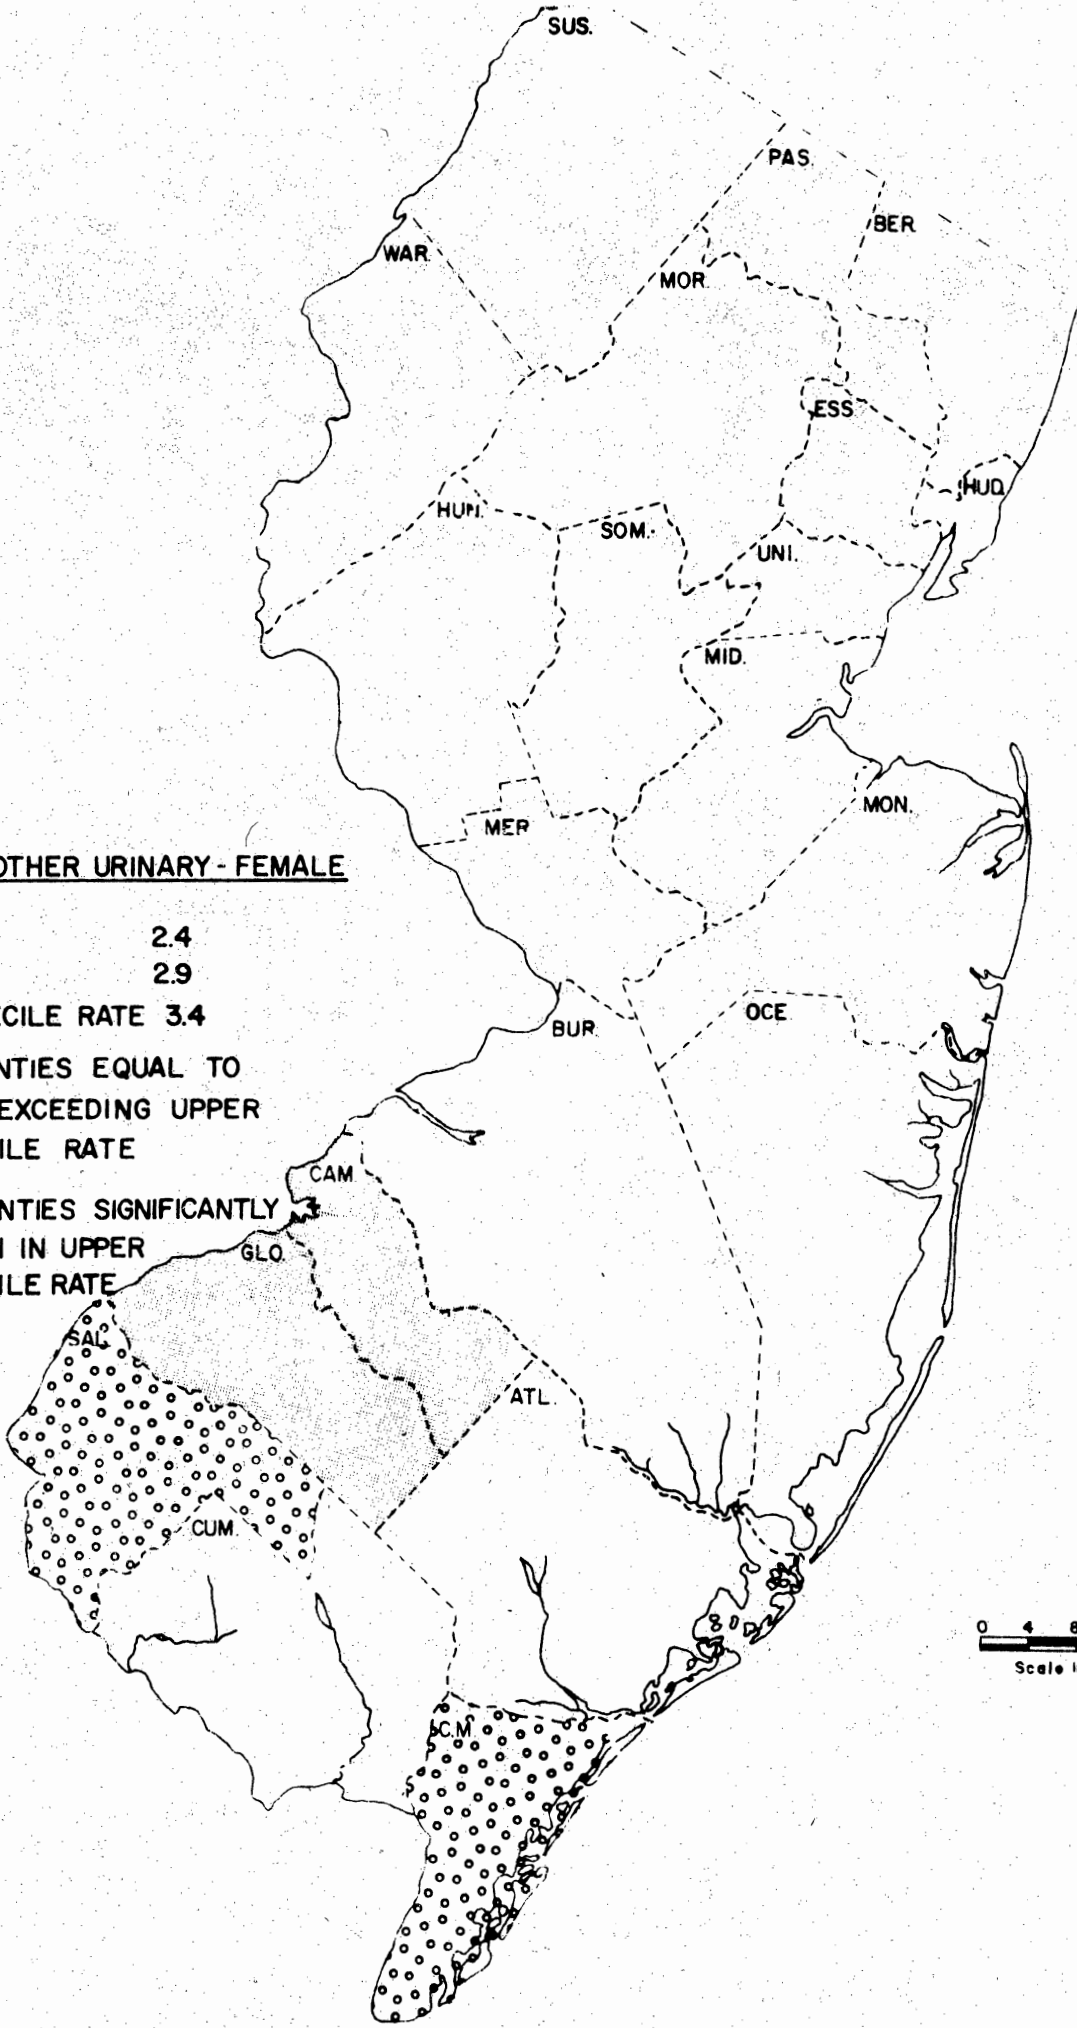 SUS.
PAS.
BER.
WAR.
MOR.
ESS.
HUD.
HUN.
SOM.
UNI.
MID.
MON.
MER.
OTHER URINARY - FEMALE
2.4
2.9
ECILE RATE 3.4
OCE.
BUR.
NTIES EQUAL TO
EXCEEDING UPPER
ILE RATE
CAM.
NTIES SIGNIFICANTLY
H IN UPPER
GLO.
ILE RATE
SAL.
ATL.
CUM.
0 4 8
Scale
C.M.